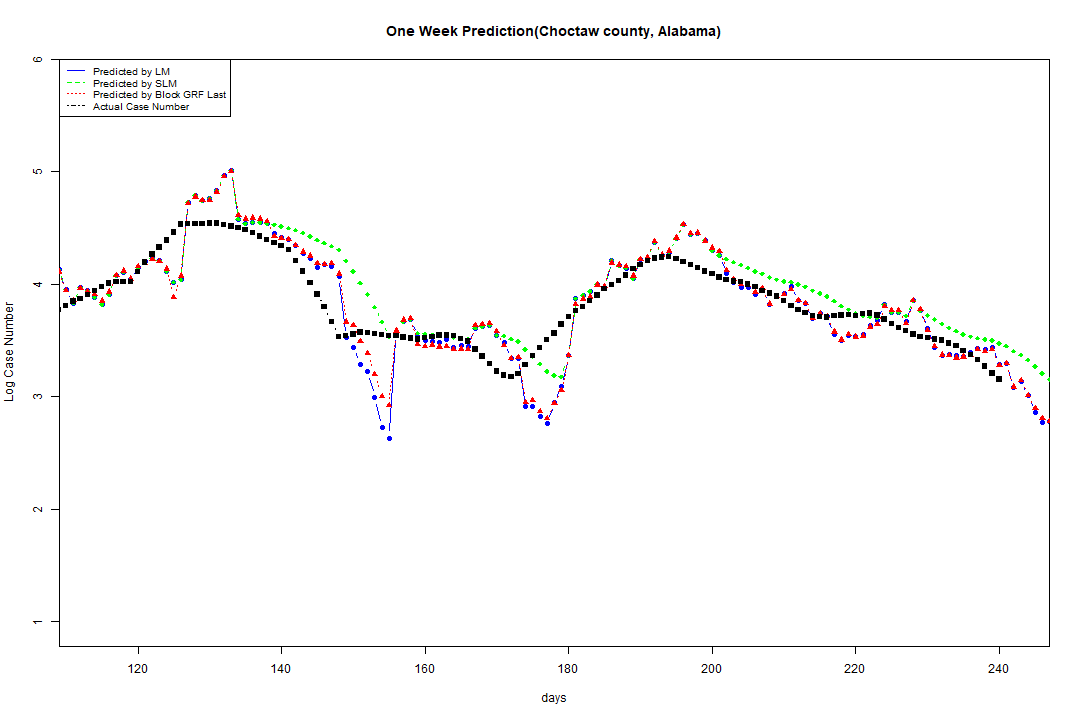 One Week Prediction(Choctaw county, Alabama)
Predicted by LM
Predicted by SLM
Predicted by Block GRF Last
Actual Case Number
6
5
4
3
2
1
Log Case Number
120 140 160 180 200 220 240
days